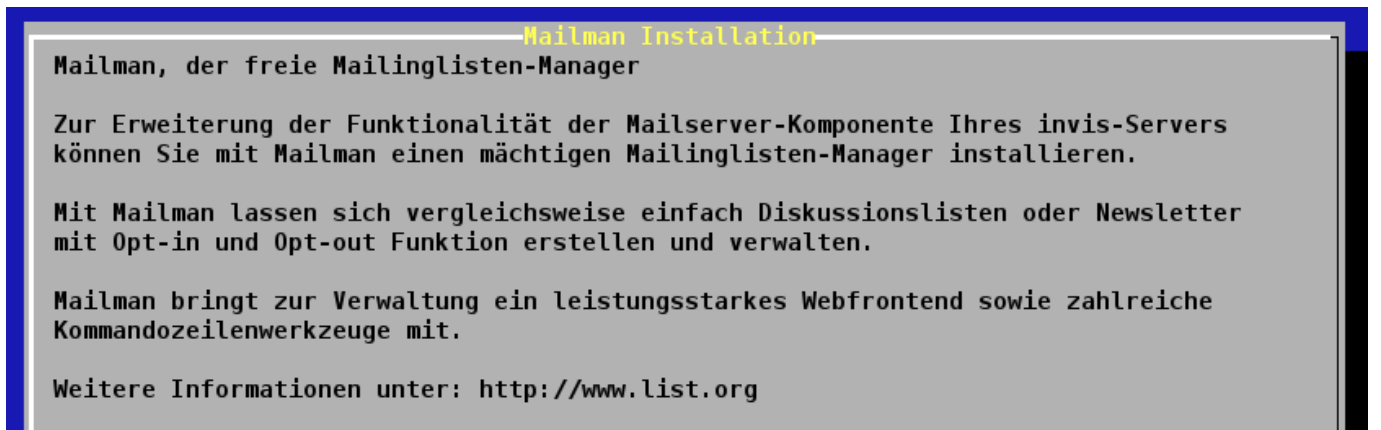 Mailman Installation
Mailman, der freie Mailinglisten-Manager
Zur Erweiterung der Funktionalität der Mailserver-Komponente Ihres invis-Servers
können Sie mit Mailman einen mächtigen Mailinglisten-Manager installieren.
Mit Mailman lassen sich vergleichsweise einfach Diskussionslisten oder Newsletter
mit Opt-in und Opt-out Funktion erstellen und verwalten.
Mailman bringt zur Verwaltung ein leistungsstarkes Webfrontend sowie zahlreiche
Kommandozeilenwerkzeuge mit.
Weitere Informationen unter: http://www.list.org